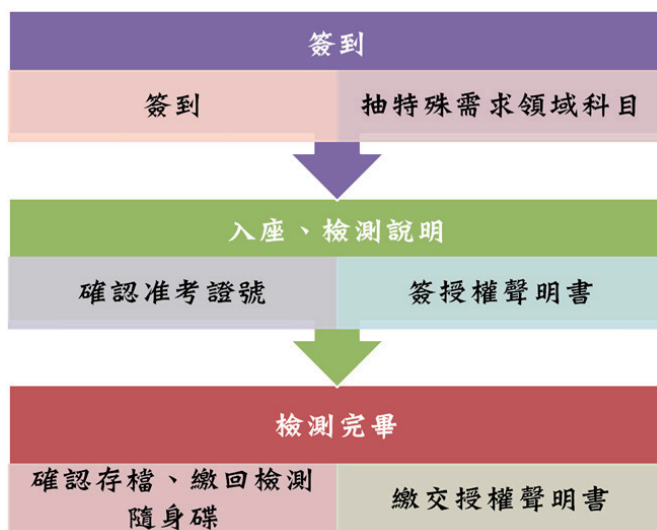 簽到
簽到
抽特殊需求領域科目
入座、檢測說明
確認准考證號
簽授權聲明書
檢測完畢
確認存檔、繳回檢測
隨身碟
繳交授權聲明書